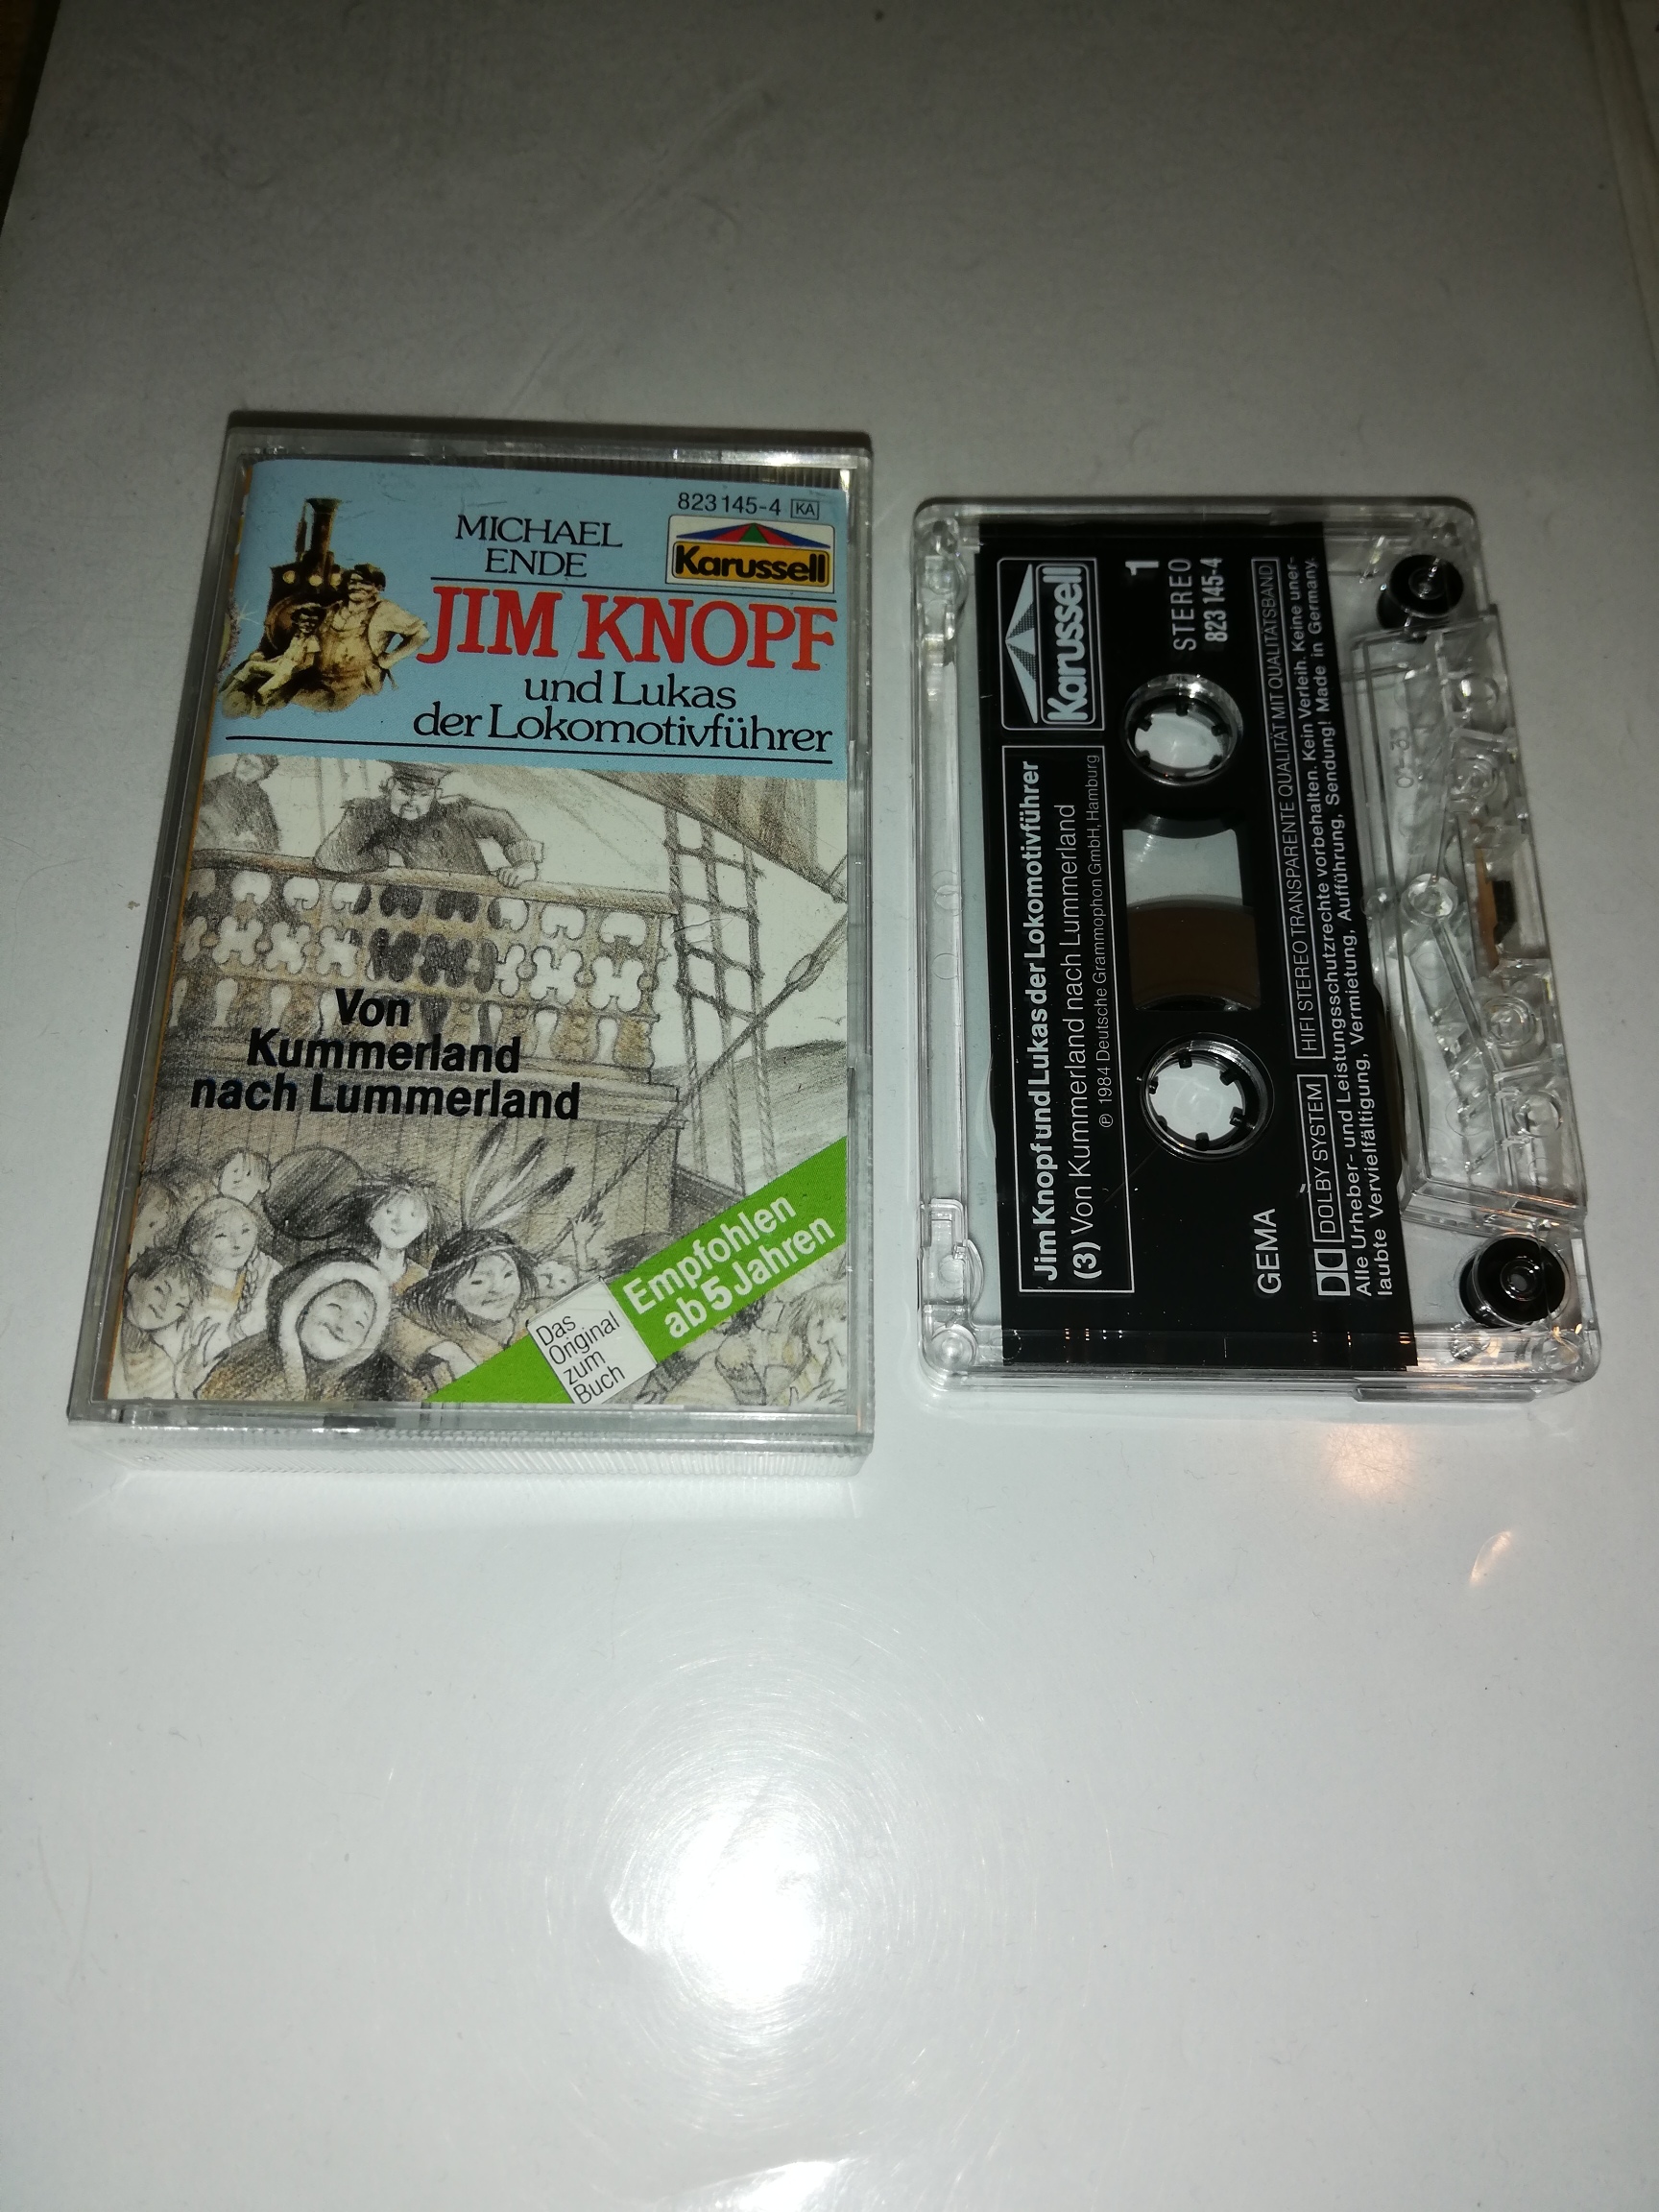 823 145-4 KA
MICHAEL
ENDE
Karussell
JIM KNOPF
und Lukas
der Lokomotivführer
Von
Kummerland
nach Lummerland
Empfohlen
ab 5 Jahren
Das
Original
zum
Buch
Karussell
Jim Knopf und Lukas der Lokomotivführer
(3) Von Kummerland nach Lummerland
℗ 1984 Deutsche Grammophon GmbH, Hamburg
1
STEREO
823 145-4
GEMA
DOLBY SYSTEM
HIFI STEREO TRANSPARENTE QUALITÄT MIT QUALITÄTSBAND
Alle Urheber- und Leistungsschutzrechte vorbehalten. Kein Verleih. Keine uner-
laubte Vervielfältigung, Vermietung, Aufführung, Sendung! Made in Germany.